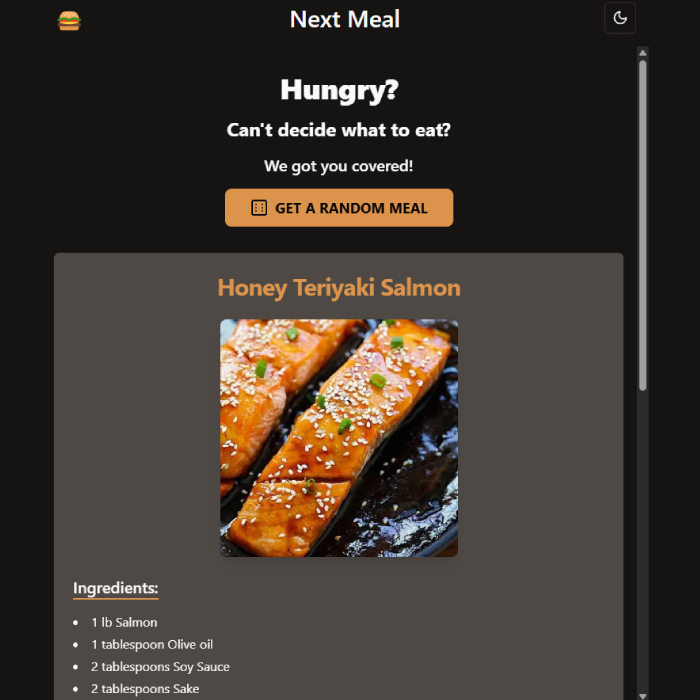 Next Meal
Hungry?
Can't decide what to eat?
We got you covered!
GET A RANDOM MEAL
Honey Teriyaki Salmon
Ingredients:
1 lb Salmon
1 tablespoon Olive oil
2 tablespoons Soy Sauce
2 tablespoons Sake